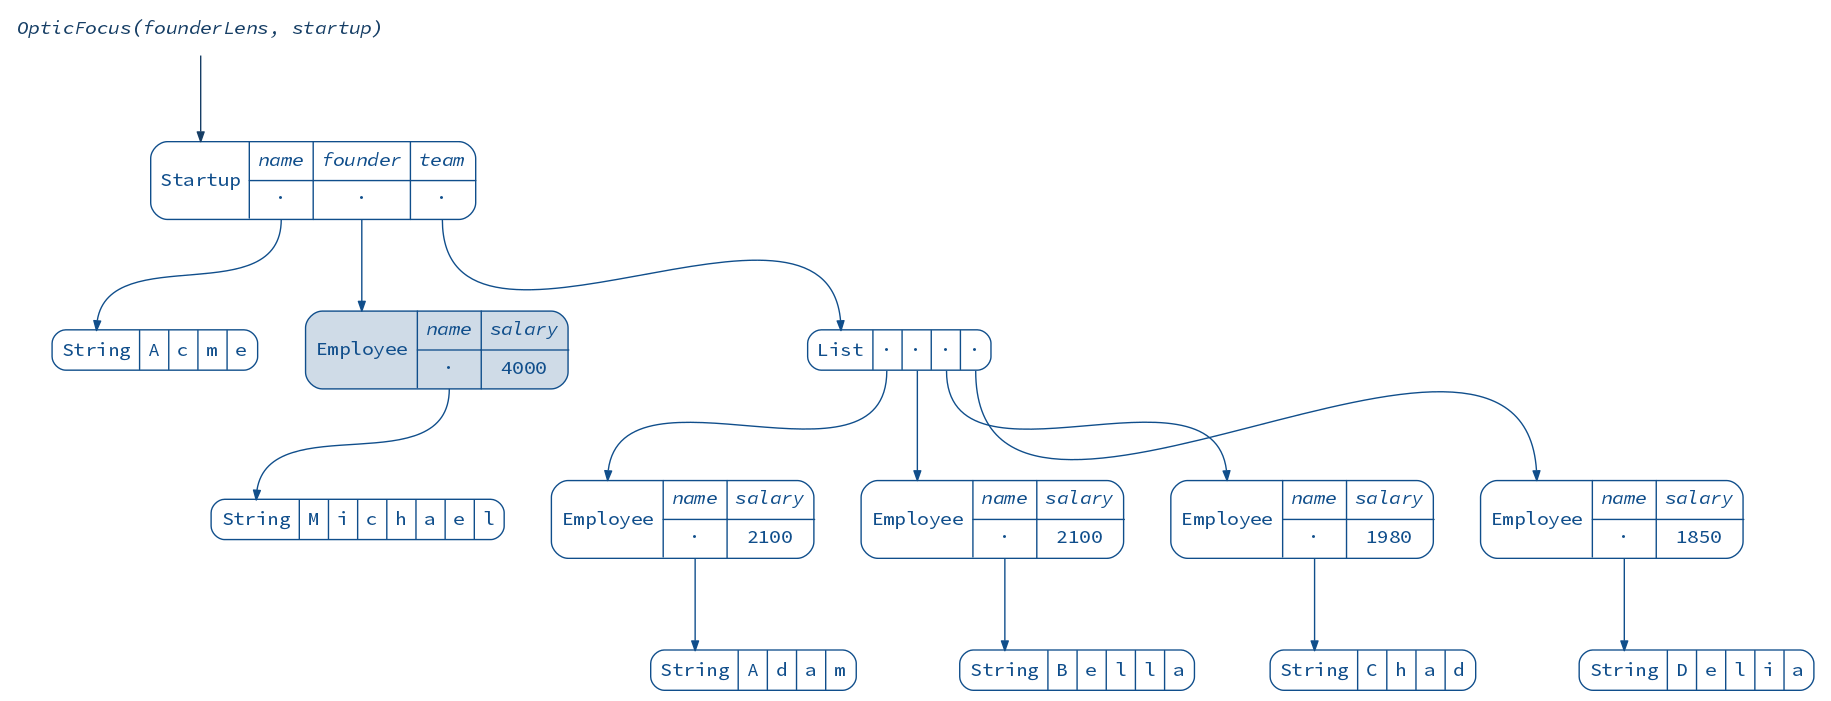 OpticFocus(founderLens, startup)
Startup name founder team
· · ·
String A c m e
Employee name salary
· 4000
List · · · ·
String M i c h a e l
Employee name salary
· 2100
Employee name salary
· 2100
Employee name salary
· 1980
Employee name salary
· 1850
String A d a m
String B e l l a
String C h a d
String D e l i a